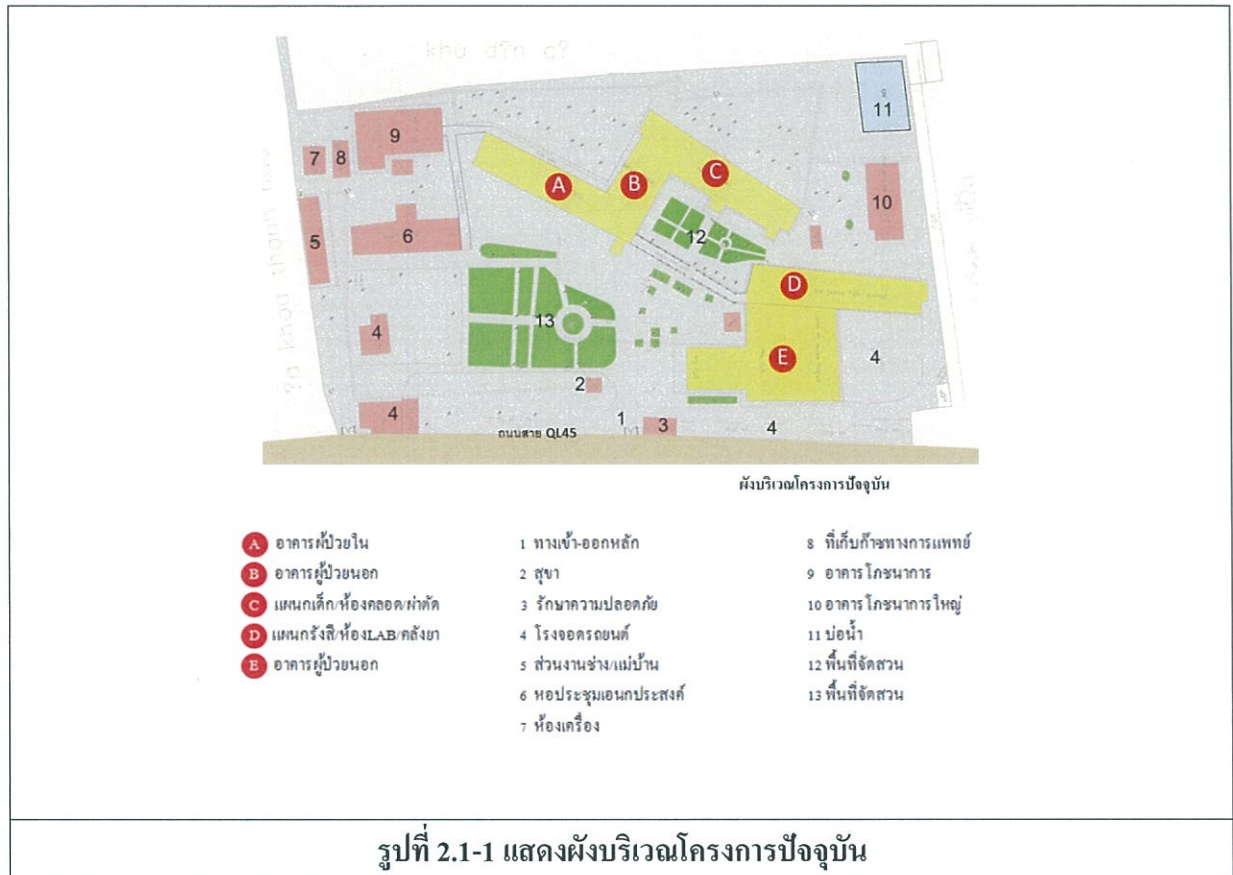 khu d?n c?
11
9
7
8
C
A
B
10
5
6
12
D
13
4
E
4
2
4
1
3
4
ถนนสาย QL45
?a khoa
ผังบริเวณโครงการปัจจุบัน
A อาคารผู้ป่วยใน
B อาคารผู้ป่วยนอก
C แผนกเด็ก/ห้องคลอด/ผ่าตัด
D แผนกรังสี/ห้องLAB/คลังยา
E อาคารผู้ป่วยนอก
1 ทางเข้า-ออกหลัก
2 สุขา
3 รักษาความปลอดภัย
4 โรงจอดรถยนต์
5 ส่วนงานช่าง/แม่บ้าน
6 หอประชุมเอนกประสงค์
7 ห้องเครื่อง
8 ที่เก็บก๊าซทางการแพทย์
9 อาคารโภชนาการ
10 อาคารโภชนาการใหญ่
11 บ่อน้ำ
12 พื้นที่จัดสวน
13 พื้นที่จัดสวน
รูปที่ 2.1-1 แสดงผังบริเวณโครงการปัจจุบัน